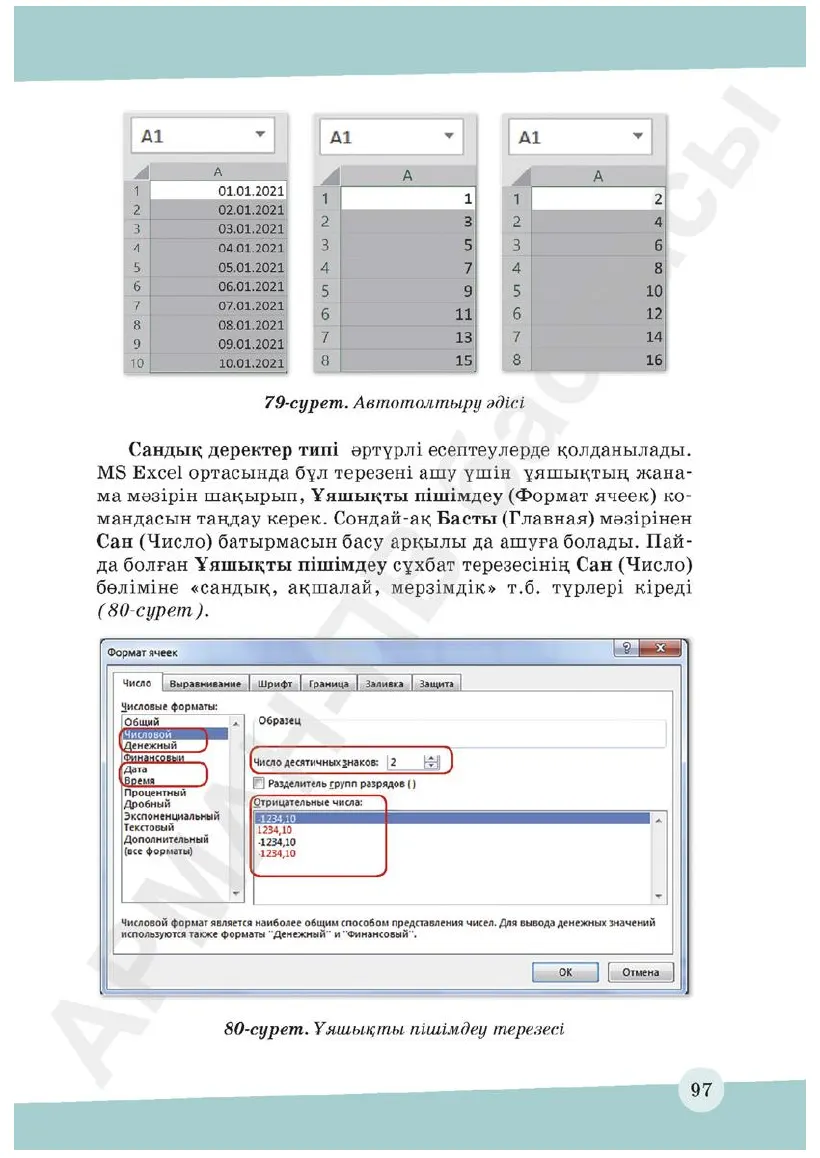 A1
A
1 01.01.2021
2 02.01.2021
3 03.01.2021
4 04.01.2021
5 05.01.2021
6 06.01.2021
7 07.01.2021
8 08.01.2021
9 09.01.2021
10 10.01.2021
A1
A
1 1
2 3
3 5
4 7
5 9
6 11
7 13
8 15
A1
A
1 2
2 4
3 6
4 8
5 10
6 12
7 14
8 16
79-сурет. Автотолтыру әдісі
Сандық деректер типі әртүрлі есептеулерде қолданылады.
MS Excel ортасында бұл терезені ашу үшін ұяшықтың жана-
ма мәзірін шақырып, Ұяшықты пішімдеу (Формат ячеек) ко-
мандасын таңдау керек. Сондай-ақ Басты (Главная) мәзірінен
Сан (Число) батырмасын басу арқылы да ашуға болады. Пай-
да болған Ұяшықты пішімдеу сұхбат терезесінің Сан (Число)
бөліміне «сандық, ақшалай, мерзімдік» т.б. түрлері кіреді
(80-сурет).
Формат ячеек
Число Выравнивание Шрифт Граница Заливка Защита
Числовые форматы:
Общий
Числовой
Денежный
Финансовый
Дата
Время
Процентный
Дробный
Экспоненциальный
Текстовый
Дополнительный
(все форматы)
Образец
Число десятичных знаков: 2
Разделитель групп разрядов ( )
Отрицательные числа:
-1234,10
1234,10
-1234,10
-1234,10
Числовой формат является наиболее общим способом представления чисел. Для вывода денежных значений
используются также форматы "Денежный" и "Финансовый".
ОК Отмена
80-сурет. Ұяшықты пішімдеу терезесі
97
АРМАН-ПВ баспасы